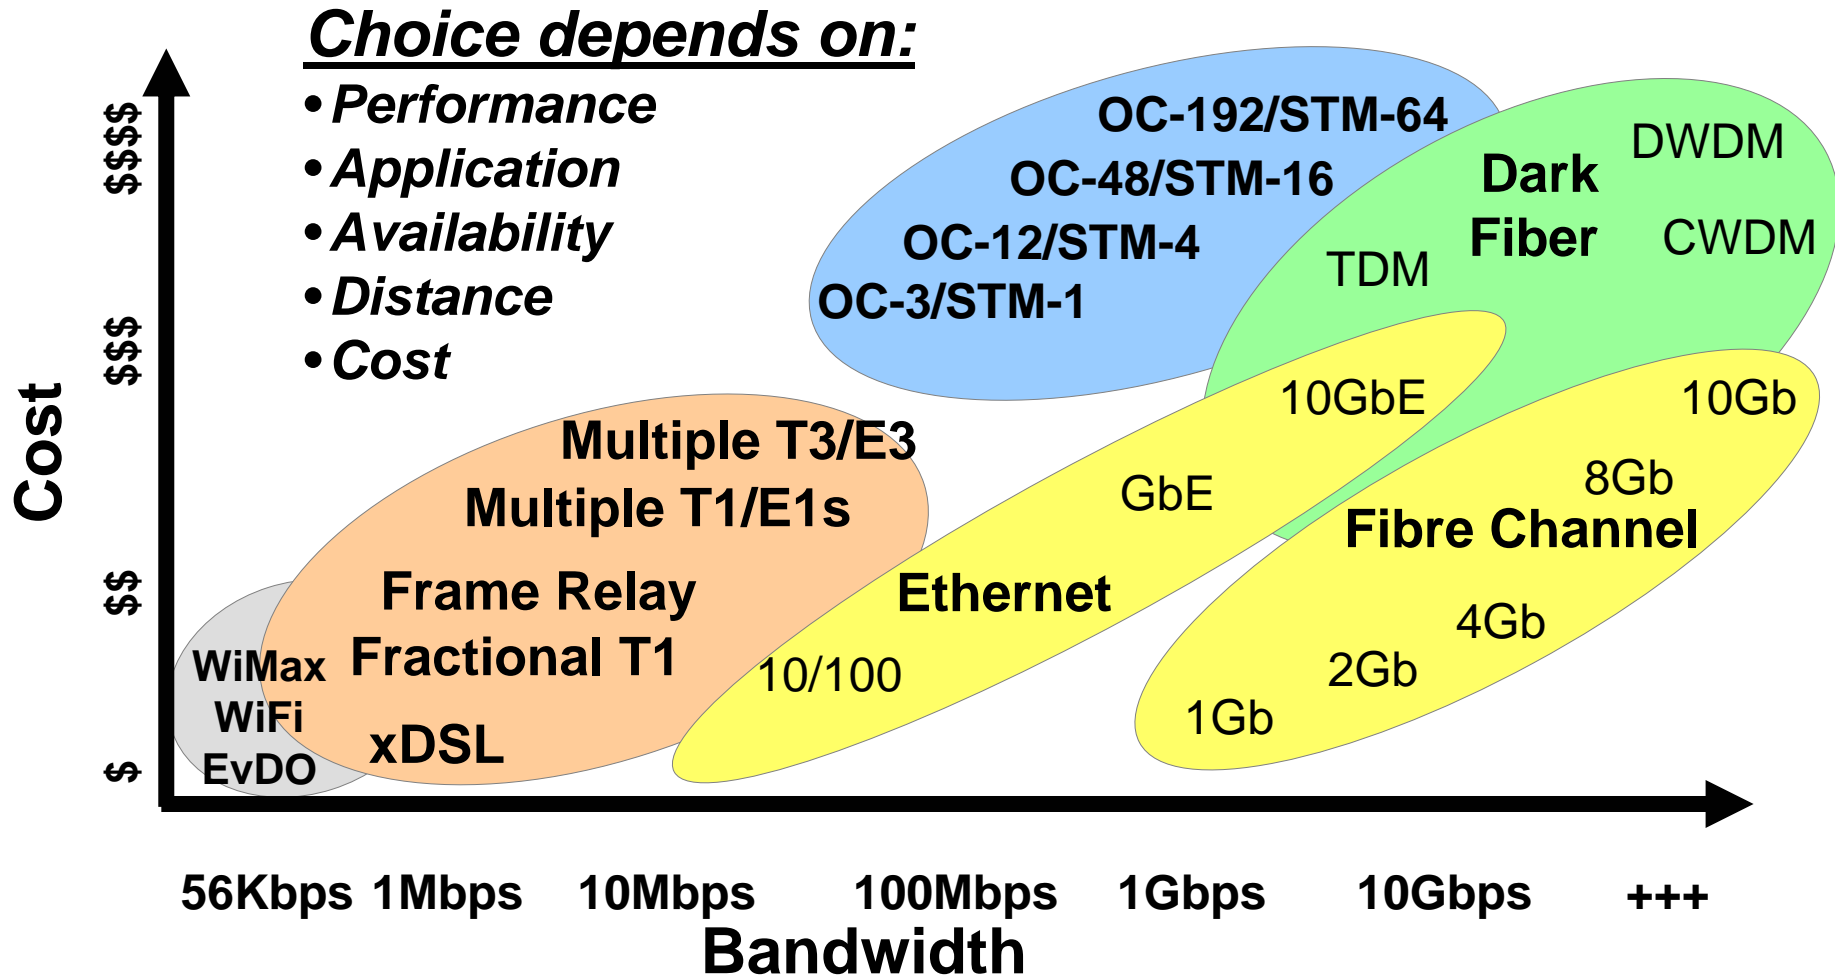 Choice depends on:
•Performance
•Application
•Availability
•Distance
•Cost
Cost
$$$$
$$$
$$
$
OC-192/STM-64
OC-48/STM-16
OC-12/STM-4
OC-3/STM-1
Dark
Fiber
DWDM
CWDM
TDM
Multiple T3/E3
Multiple T1/E1s
Frame Relay
Fractional T1
xDSL
WiMax
WiFi
EvDO
10GbE
GbE
Ethernet
10/100
10Gb
8Gb
Fibre Channel
4Gb
2Gb
1Gb
56Kbps 1Mbps 10Mbps 100Mbps 1Gbps 10Gbps +++
Bandwidth